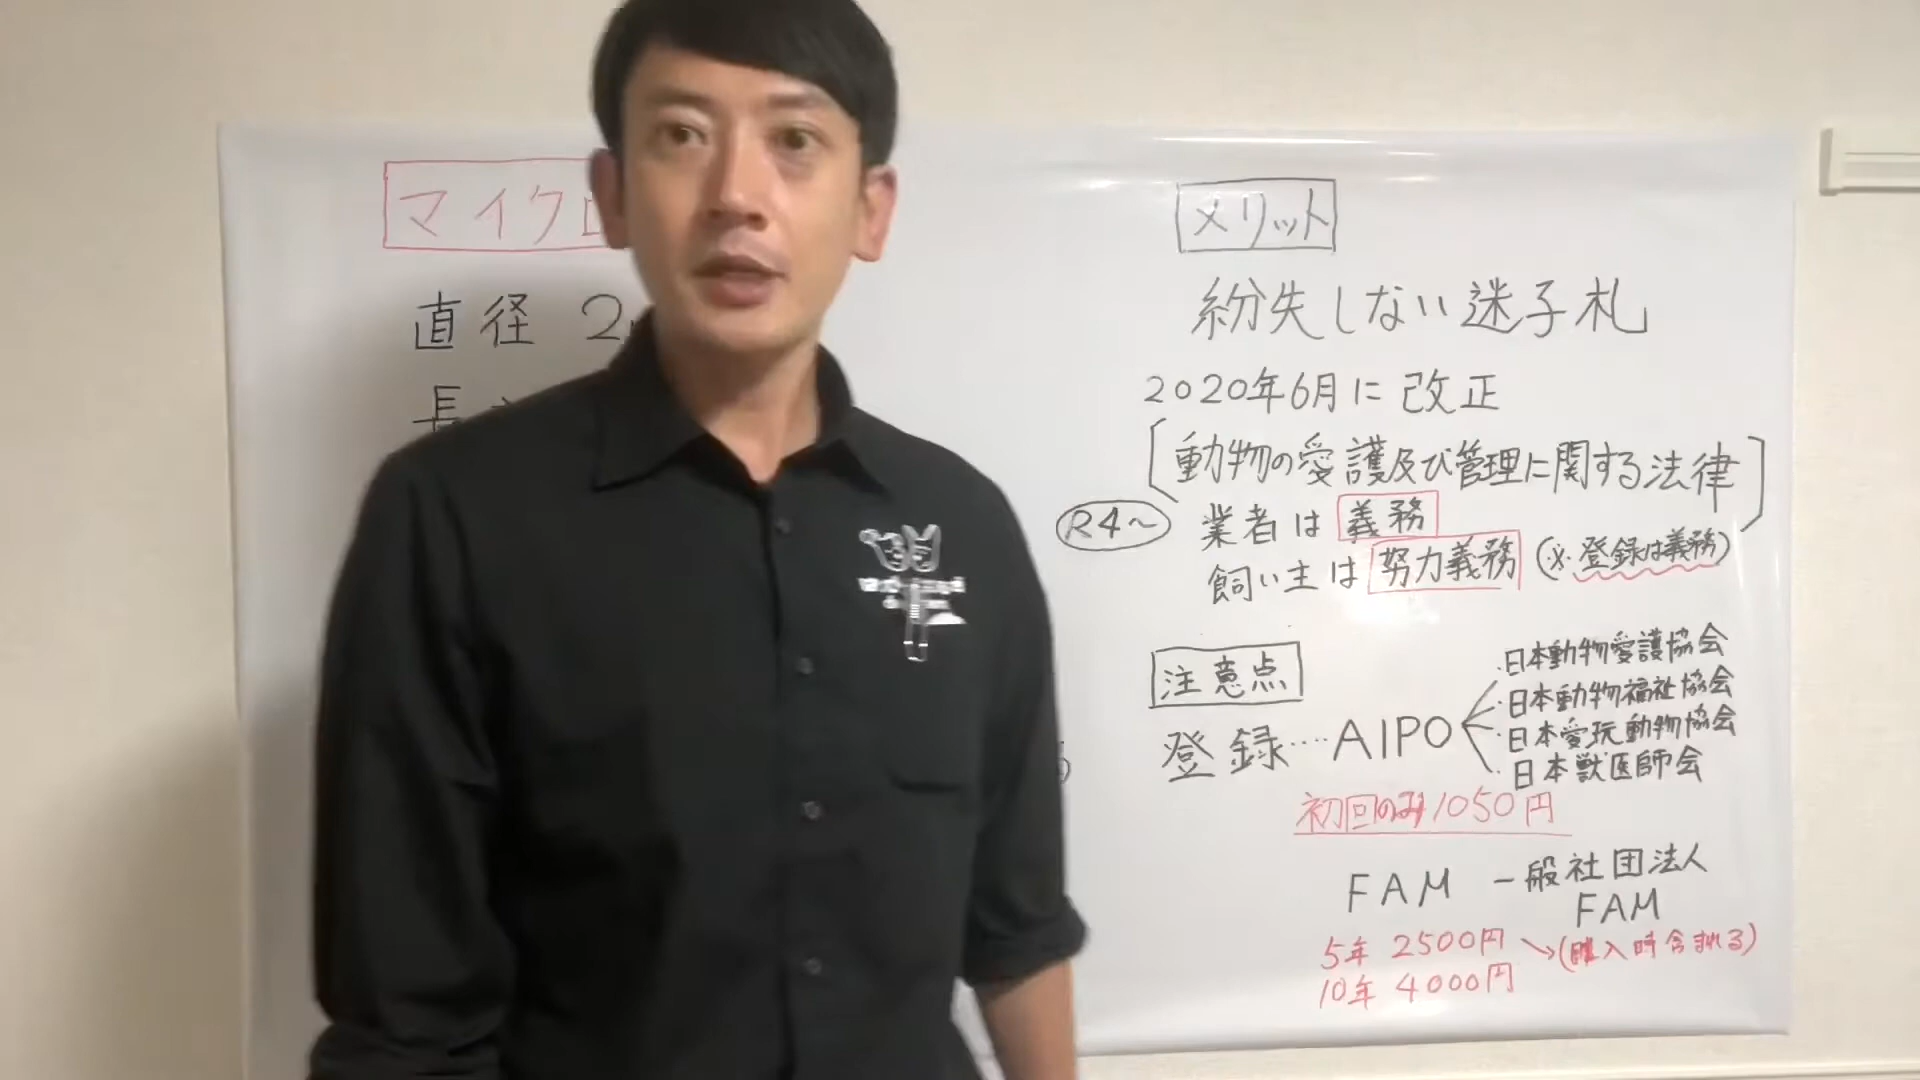 マイクロ
直径 2
長
メリット
紛失しない迷子札
2020年6月に改正
[動物の愛護及び管理に関する法律]
R4～ 業者は義務
飼い主は努力義務(※登録は義務)
注意点
登録…AIPO
・日本動物愛護協会
・日本動物福祉協会
・日本愛玩動物協会
・日本獣医師会
初回のみ1050円
FAM 一般社団法人
FAM
5年 2500円→(購入時含まれる)
10年 4000円